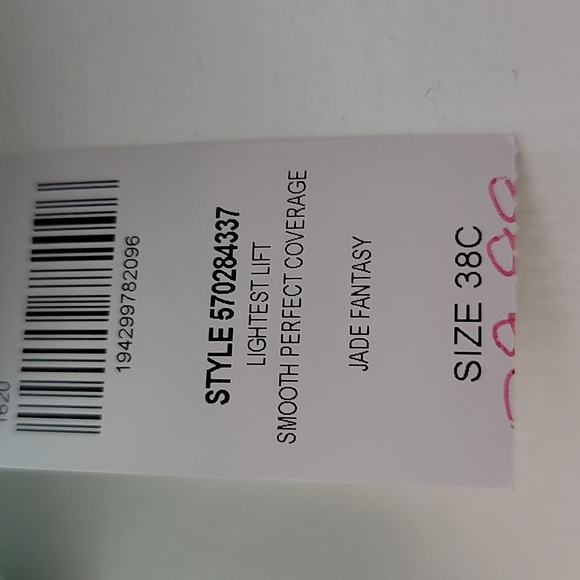 1620
194299782096
STYLE 570284337
LIGHTEST LIFT
SMOOTH PERFECT COVERAGE
JADE FANTASY
SIZE 38C